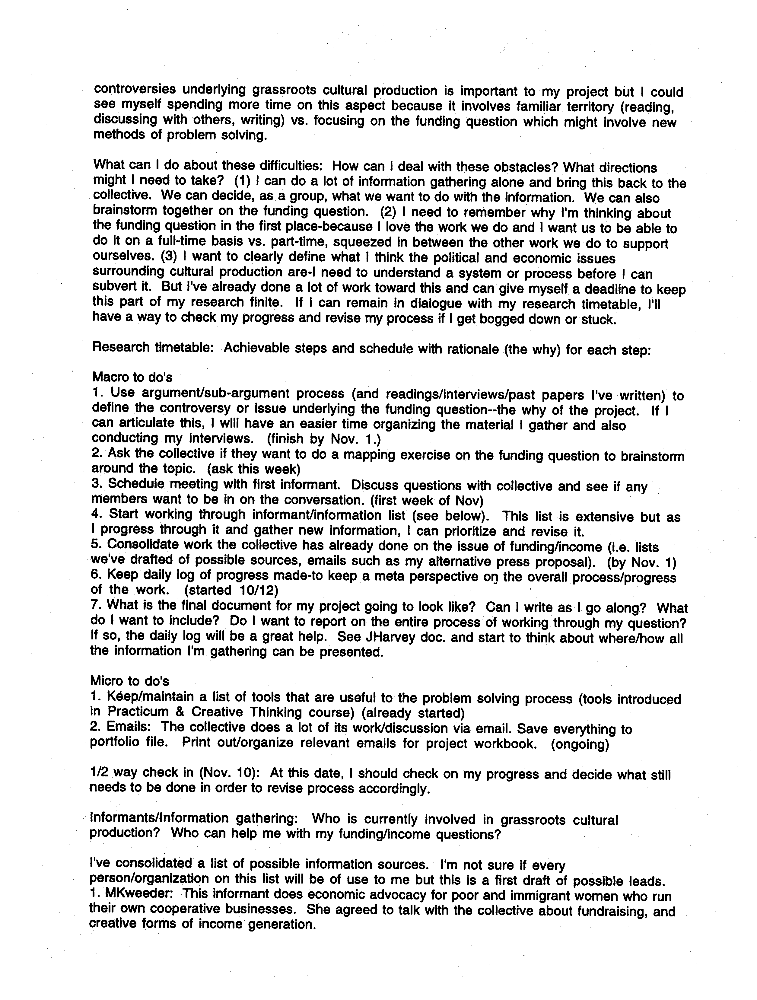 controversies underlying grassroots cultural production is important to my project but I could
see myself spending more time on this aspect because it involves familiar territory (reading,
discussing with others, writing) vs. focusing on the funding question which might involve new
methods of problem solving.
What can I do about these difficulties: How can I deal with these obstacles? What directions
might I need to take? (1) I can do a lot of information gathering alone and bring this back to the
collective. We can decide, as a group, what we want to do with the information. We can also
brainstorm together on the funding question. (2) I need to remember why I'm thinking about
the funding question in the first place-because I love the work we do and I want us to be able to
do it on a full-time basis vs. part-time, squeezed in between the other work we do to support
ourselves. (3) I want to clearly define what I think the political and economic issues
surrounding cultural production are-I need to understand a system or process before I can
subvert it. But I've already done a lot of work toward this and can give myself a deadline to keep
this part of my research finite. If I can remain in dialogue with my research timetable, I'll
have a way to check my progress and revise my process if I get bogged down or stuck.
Research timetable: Achievable steps and schedule with rationale (the why) for each step:
Macro to do's
1. Use argument/sub-argument process (and readings/interviews/past papers I've written) to
define the controversy or issue underlying the funding question--the why of the project. If I
can articulate this, I will have an easier time organizing the material I gather and also
conducting my interviews. (finish by Nov. 1.)
2. Ask the collective if they want to do a mapping exercise on the funding question to brainstorm
around the topic. (ask this week)
3. Schedule meeting with first informant. Discuss questions with collective and see if any
members want to be in on the conversation. (first week of Nov)
4. Start working through informant/information list (see below). This list is extensive but as
I progress through it and gather new information, I can prioritize and revise it.
5. Consolidate work the collective has already done on the issue of funding/income (i.e. lists
we've drafted of possible sources, emails such as my alternative press proposal). (by Nov. 1)
6. Keep daily log of progress made-to keep a meta perspective on the overall process/progress
of the work. (started 10/12)
7. What is the final document for my project going to look like? Can I write as I go along? What
do I want to include? Do I want to report on the entire process of working through my question?
If so, the daily log will be a great help. See JHarvey doc. and start to think about where/how all
the information I'm gathering can be presented.
Micro to do's
1. Keep/maintain a list of tools that are useful to the problem solving process (tools introduced
in Practicum & Creative Thinking course) (already started)
2. Emails: The collective does a lot of its work/discussion via email. Save everything to
portfolio file. Print out/organize relevant emails for project workbook. (ongoing)
1/2 way check in (Nov. 10): At this date, I should check on my progress and decide what still
needs to be done in order to revise process accordingly.
Informants/Information gathering: Who is currently involved in grassroots cultural
production? Who can help me with my funding/income questions?
I've consolidated a list of possible information sources. I'm not sure if every
person/organization on this list will be of use to me but this is a first draft of possible leads.
1. MKweeder: This informant does economic advocacy for poor and immigrant women who run
their own cooperative businesses. She agreed to talk with the collective about fundraising, and
creative forms of income generation.